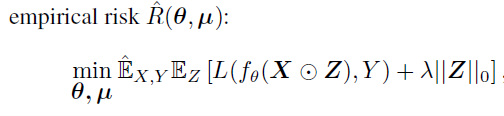 empirical risk R̂(θ, μ):
min Ê_{X,Y} E_Z [L(f_θ(X ⊙ Z), Y) + λ||Z||_0]
θ, μ